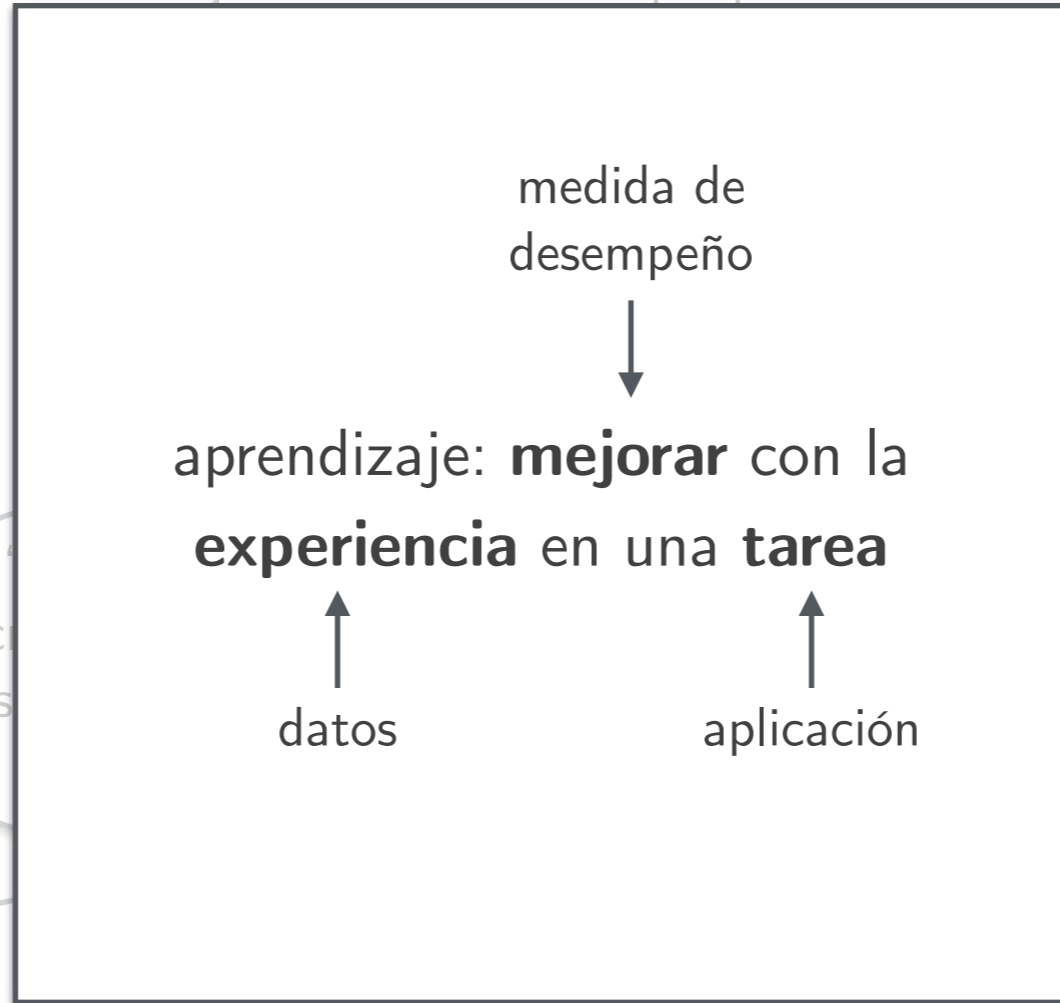 medida de
desempeño
aprendizaje: mejorar con la
experiencia en una tarea
datos
aplicación